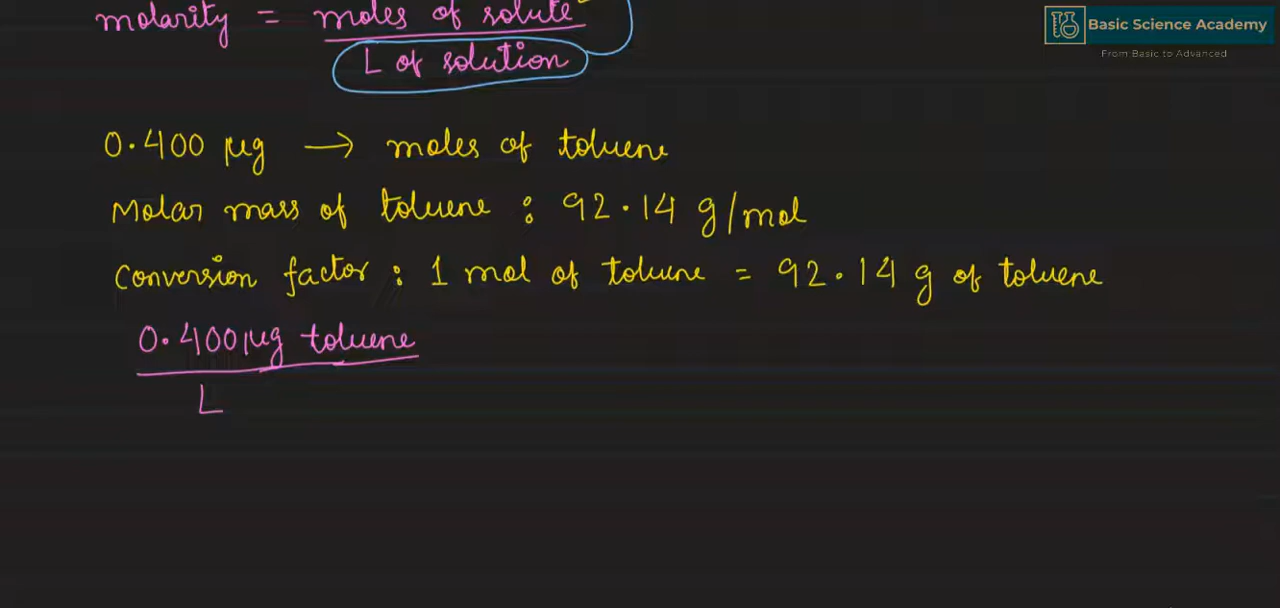 molarity = moles of solute
L of solution
Basic Science Academy
From Basic to Advanced
0.400 µg → moles of toluene
Molar mass of toluene : 92.14 g/mol
Conversion factor : 1 mol of toluene = 92.14 g of toluene
0.400 µg toluene
L